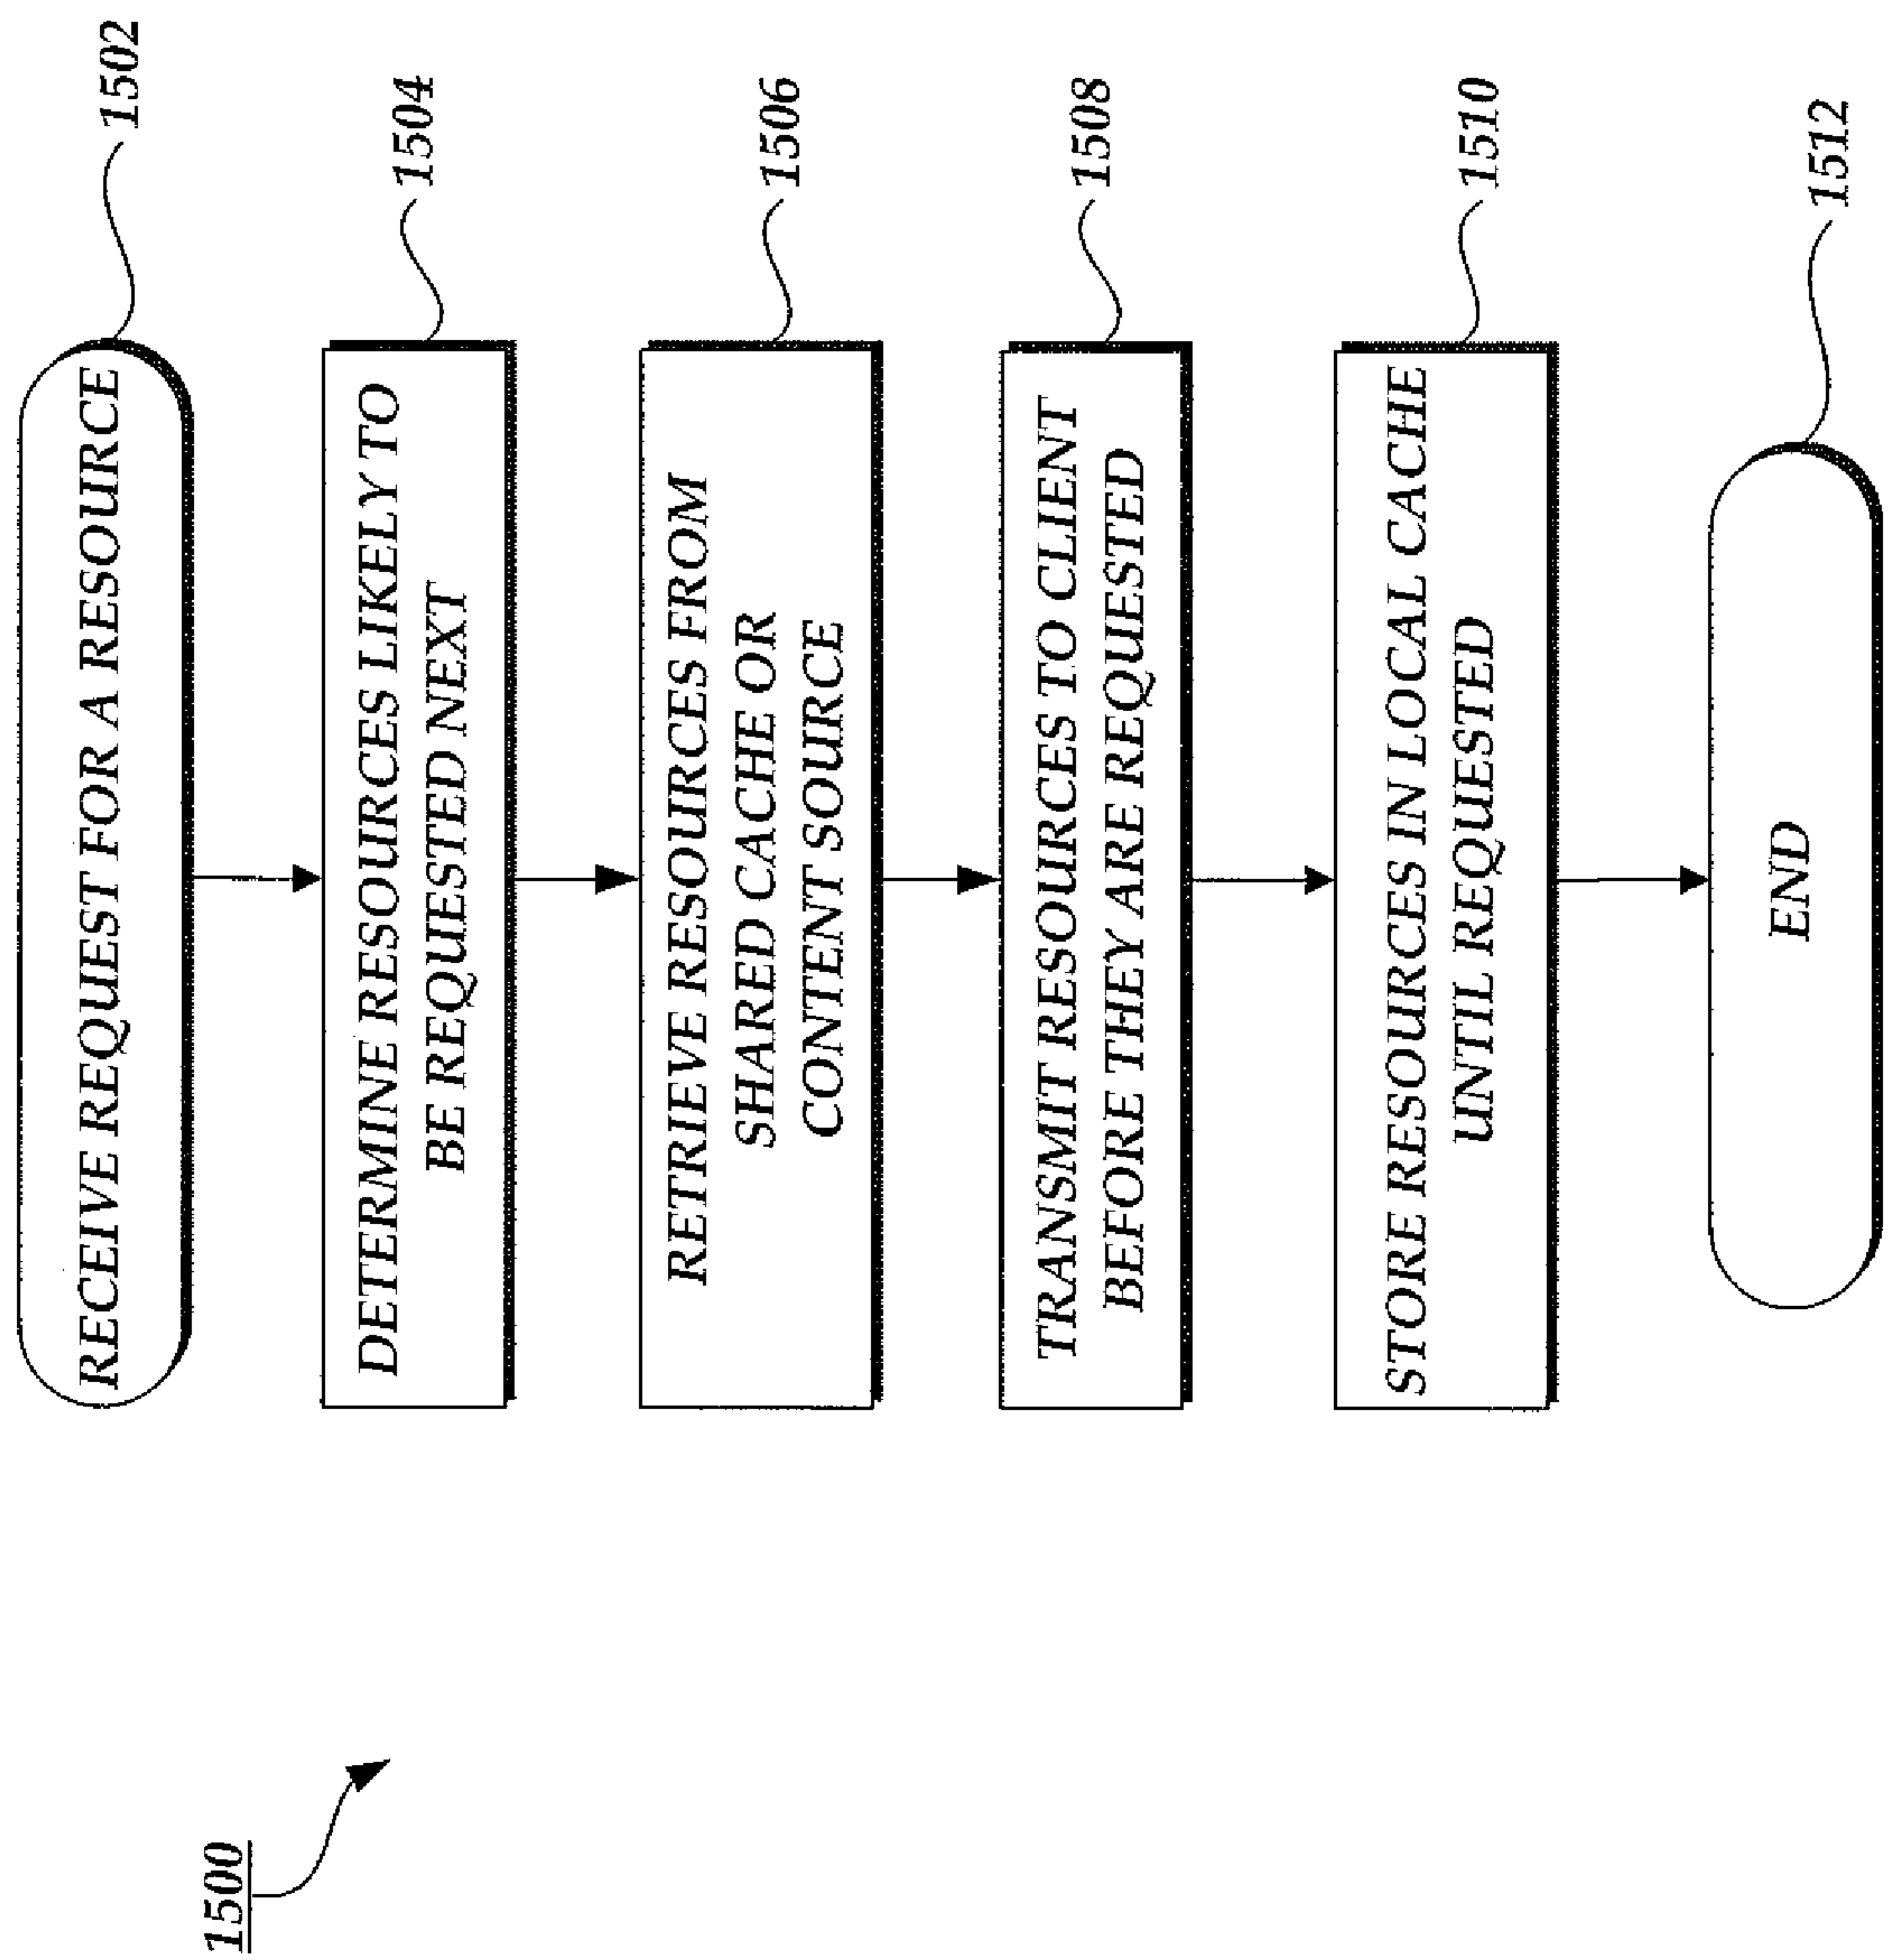 1500
RECEIVE REQUEST FOR A RESOURCE
1502
DETERMINE RESOURCES LIKELY TO
BE REQUESTED NEXT
1504
RETRIEVE RESOURCES FROM
SHARED CACHE OR
CONTENT SOURCE
1506
TRANSMIT RESOURCES TO CLIENT
BEFORE THEY ARE REQUESTED
1508
STORE RESOURCES IN LOCAL CACHE
UNTIL REQUESTED
1510
END
1512